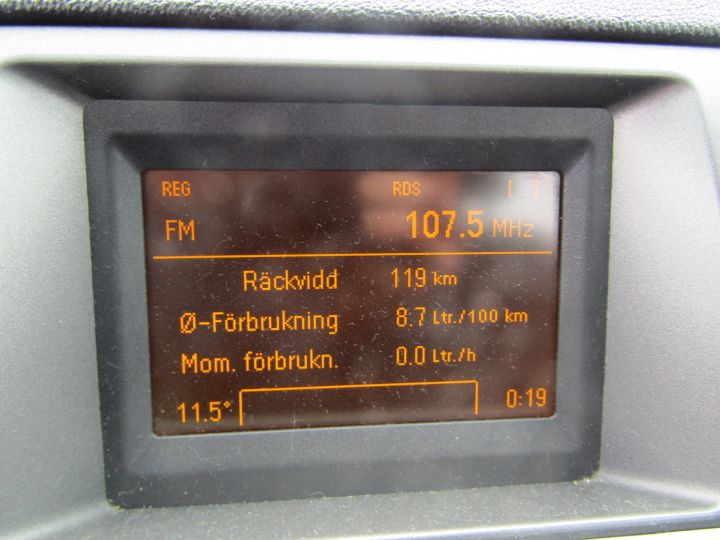 REG RDS [ ]
FM 107.5 MHz
Räckvidd 119 km
Ø-Förbrukning 8.7 Ltr./100 km
Mom. förbrukn. 0.0 Ltr./h
11.5° 0:19